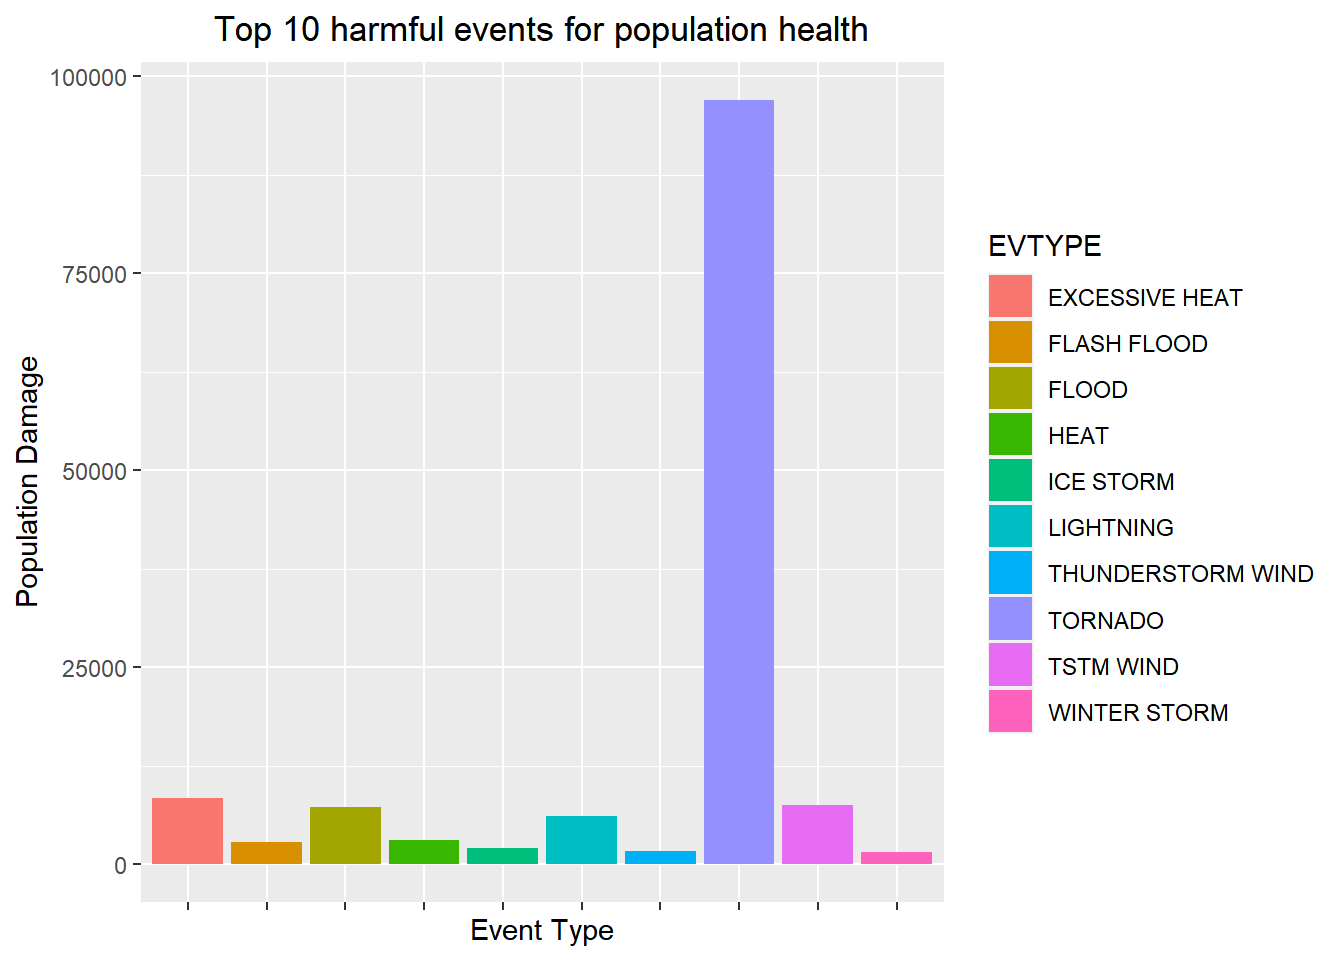 Top 10 harmful events for population health
Population Damage
100000
75000
50000
25000
0
Event Type
EVTYPE
EXCESSIVE HEAT
FLASH FLOOD
FLOOD
HEAT
ICE STORM
LIGHTNING
THUNDERSTORM WIND
TORNADO
TSTM WIND
WINTER STORM